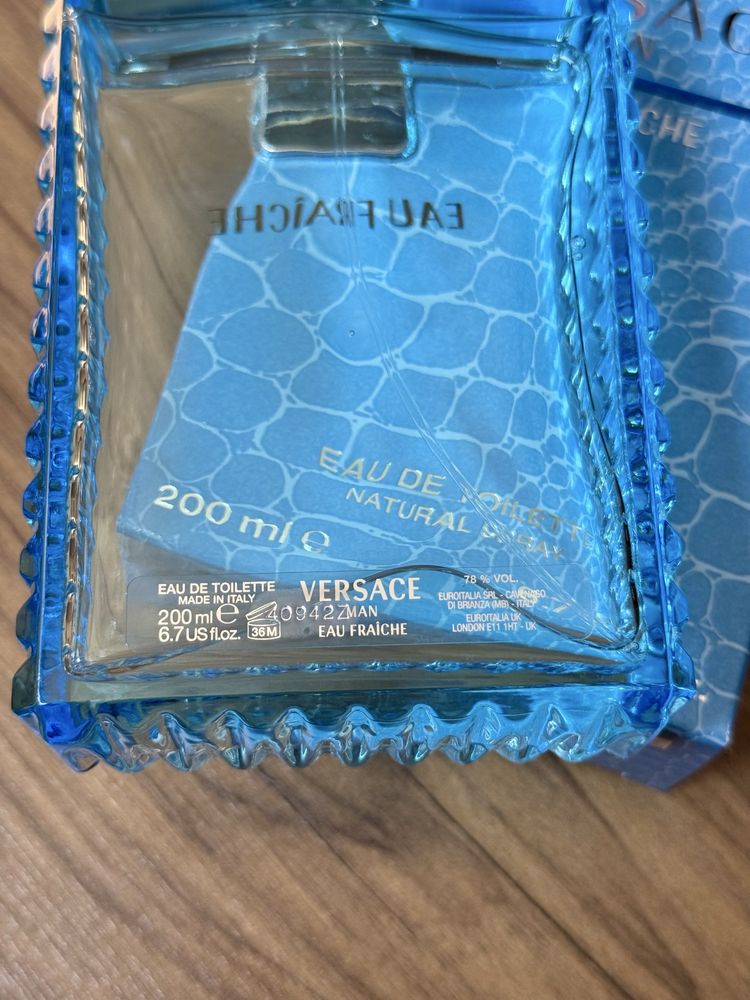 CHE
EAU FRAÎCHE
EAU DE TOILETTE
NATURAL SPRAY
200 ml e
EAU DE TOILETTE
MADE IN ITALY
200 ml e
6.7 US fl.oz.
36M
40942Z
VERSACE
MAN
EAU FRAÎCHE
78 % VOL.
EUROITALIA SRL - CAVENAGO
DI BRIANZA (MB) - ITALY
EUROITALIA UK
LONDON E11 1HT - UK